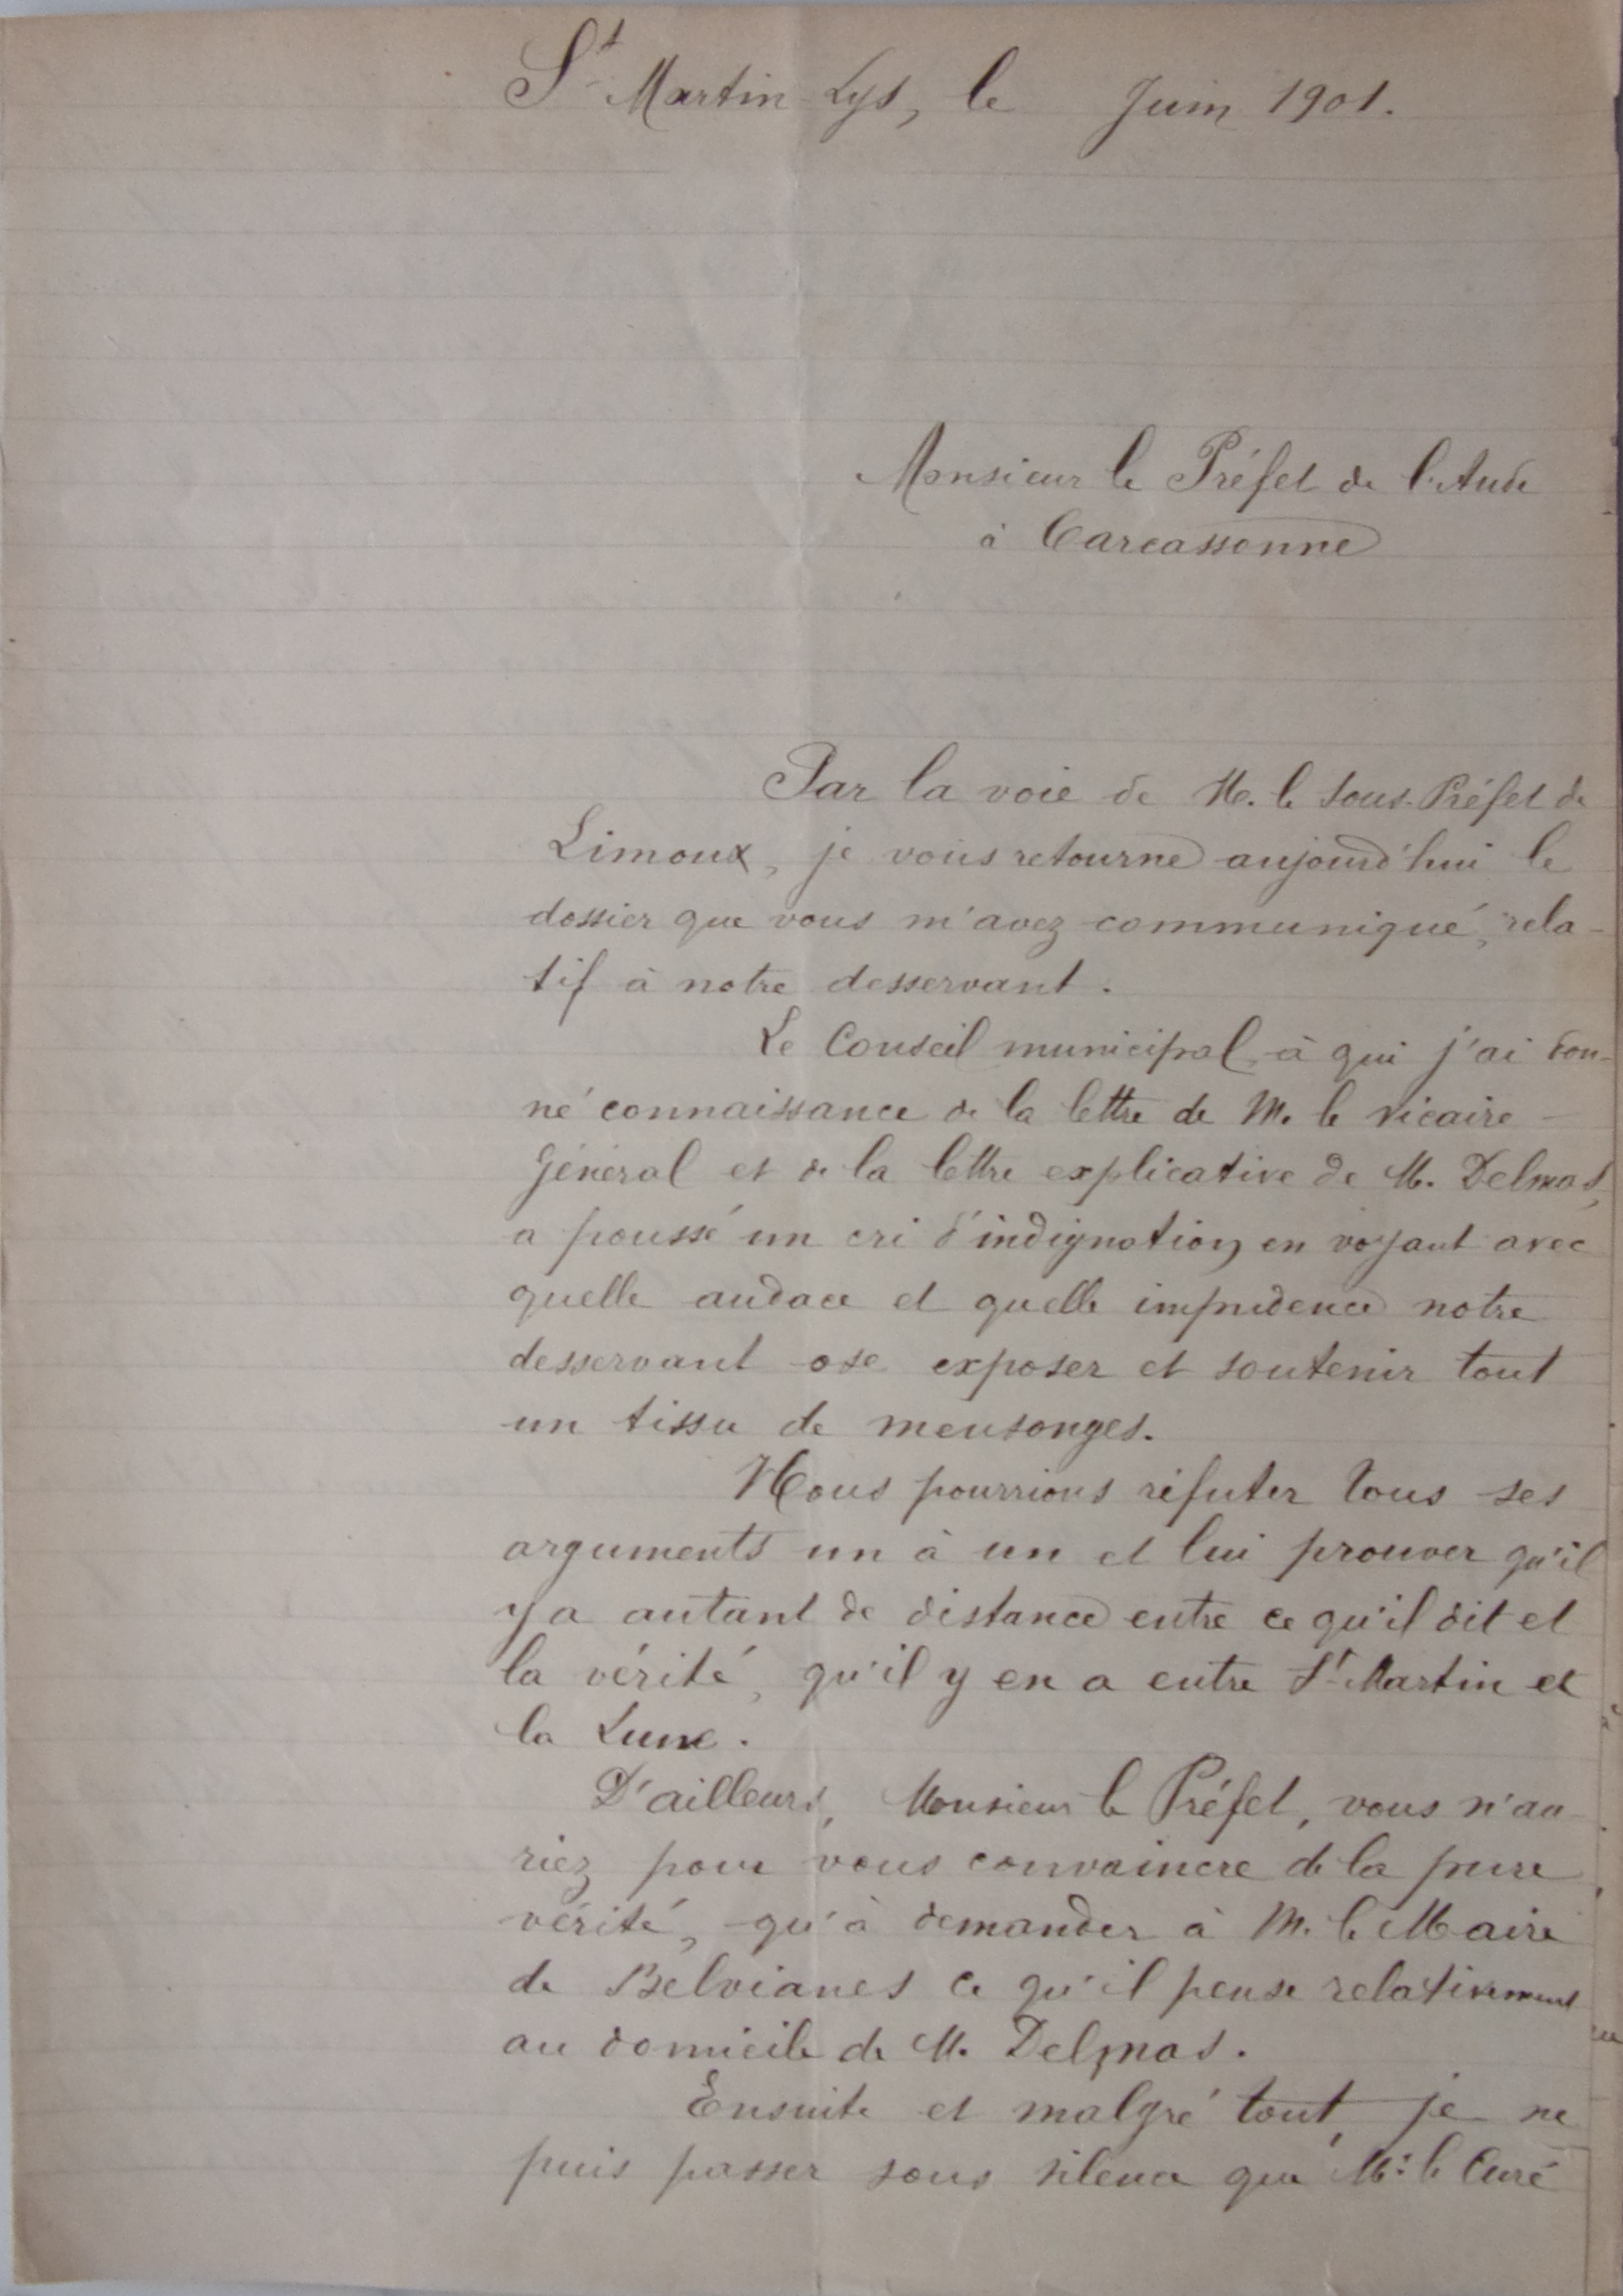 St Martin Lys, le Juin 1901.
Monsieur le Préfet de l'Aude
à Carcassonne
Par la voie de M. le Sous-Préfet de
Limoux, je vous retourne aujourd'hui le
dossier que vous m'avez communiqué, rela-
tif à notre desservant.
Le Conseil municipal à qui j'ai don-
né connaissance de la lettre de M. le Vicaire
Général et de la lettre explicative de M. Delmas,
a poussé un cri d'indignation en voyant avec
quelle audace et quelle impudence notre
desservant ose exposer et soutenir tout
un tissu de mensonges.
Nous pourrions réfuter tous ses
arguments un à un et lui prouver qu'il
y a autant de distance entre ce qu'il dit et
la vérité, qu'il y en a entre St Martin et
la Lune.
D'ailleurs, Monsieur le Préfet, vous n'au-
riez pour vous convaincre de la pure
vérité, qu'à demander à M. le Maire
de Belvianes ce qu'il pense relativement
au domicile de M. Delmas.
Ensuite et malgré tout, je ne
puis passer sous silence que M. le Curé